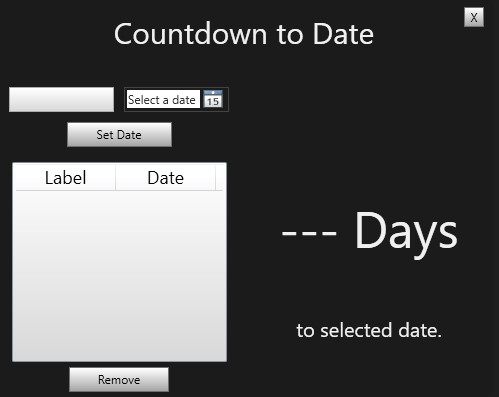 Countdown to Date
X
Select a date
15
Set Date
Label Date
--- Days
to selected date.
Remove